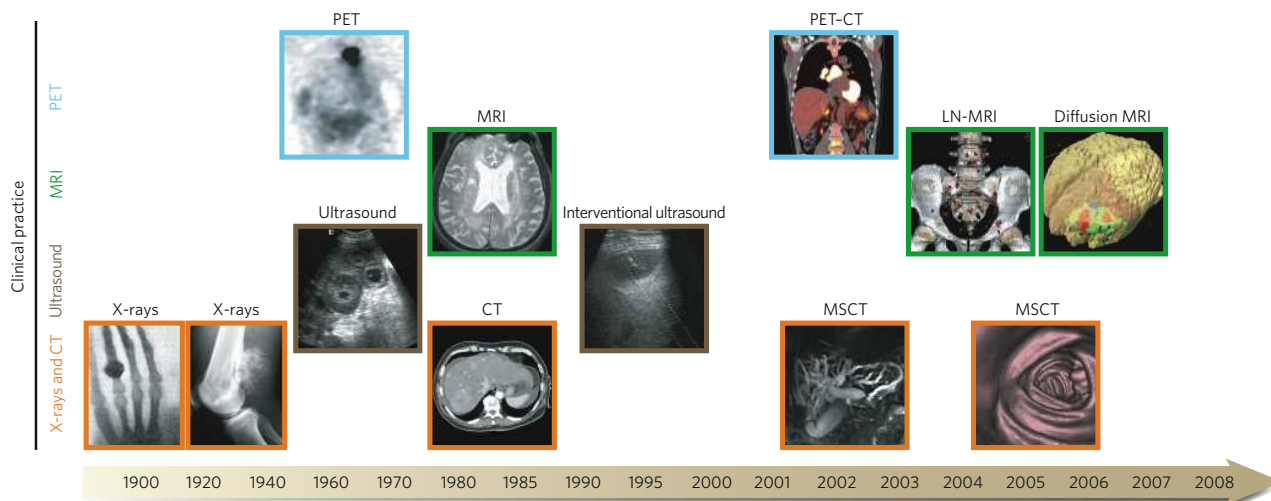 PET
PET–CT
MRI
LN-MRI
Diffusion MRI
Ultrasound
Interventional ultrasound
X-rays
X-rays
CT
MSCT
MSCT
Clinical practice
PET
MRI
Ultrasound
X-rays and CT
1900 1920 1940 1960 1970 1980 1985 1990 1995 2000 2001 2002 2003 2004 2005 2006 2007 2008